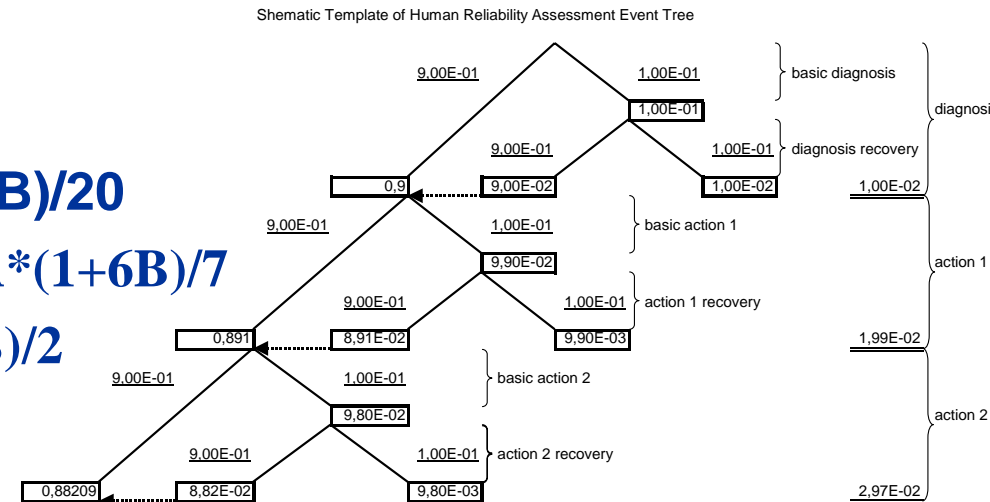 Shematic Template of Human Reliability Assessment Event Tree
9,00E-01 1,00E-01 basic diagnosis
1,00E-01 diagnosi
9,00E-01 1,00E-01 diagnosis recovery
B)/20
0,9 9,00E-02 1,00E-02 1,00E-02
9,00E-01 1,00E-01 basic action 1
*(1+6B)/7
9,90E-02 action 1
9,00E-01 1,00E-01 action 1 recovery
)/2
0,891 8,91E-02 9,90E-03 1,99E-02
9,00E-01 1,00E-01 basic action 2
9,80E-02 action 2
9,00E-01 1,00E-01 action 2 recovery
0,88209 8,82E-02 9,80E-03 2,97E-02